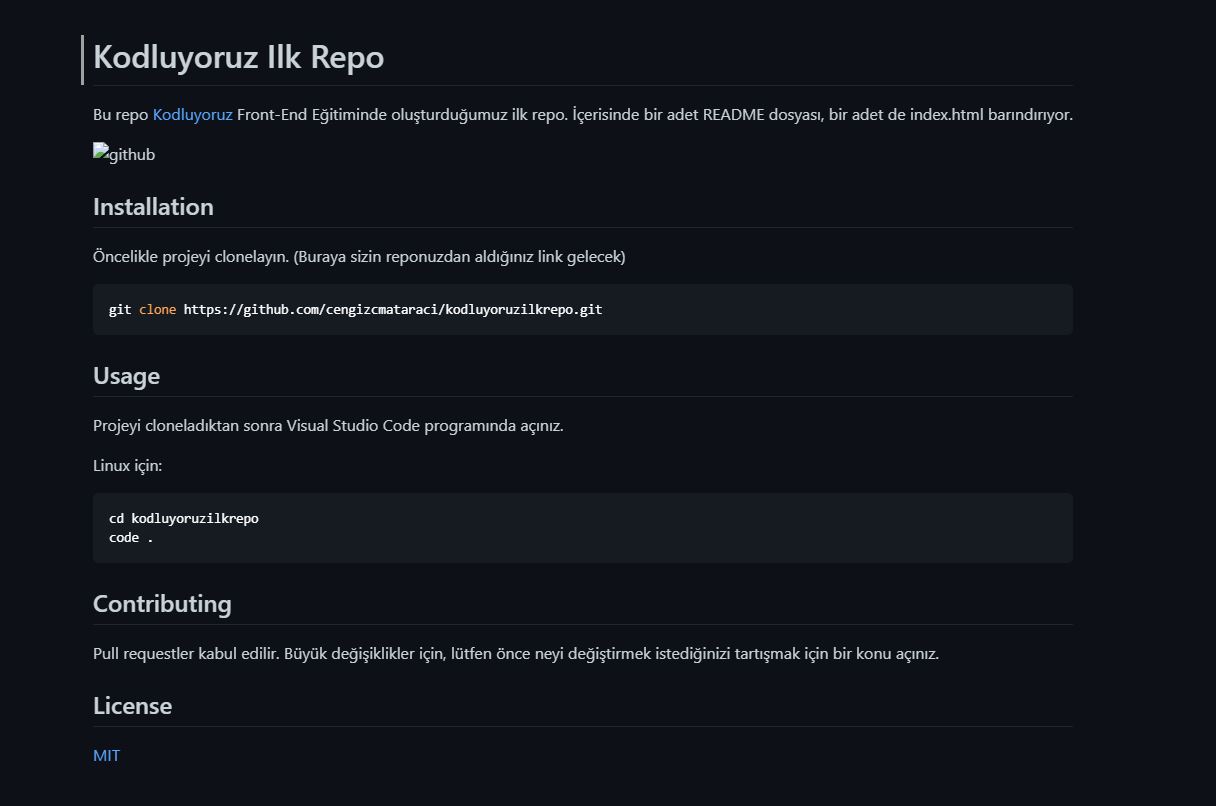 Kodluyoruz Ilk Repo
Bu repo Kodluyoruz Front-End Eğitiminde oluşturduğumuz ilk repo. İçerisinde bir adet README dosyası, bir adet de index.html barındırıyor.
github
Installation
Öncelikle projeyi clonelayın. (Buraya sizin reponuzdan aldığınız link gelecek)
git clone https://github.com/cengizcmataraci/kodluyoruzilkrepo.git
Usage
Projeyi cloneladıktan sonra Visual Studio Code programında açınız.
Linux için:
cd kodluyoruzilkrepo
code .
Contributing
Pull requestler kabul edilir. Büyük değişiklikler için, lütfen önce neyi değiştirmek istediğinizi tartışmak için bir konu açınız.
License
MIT